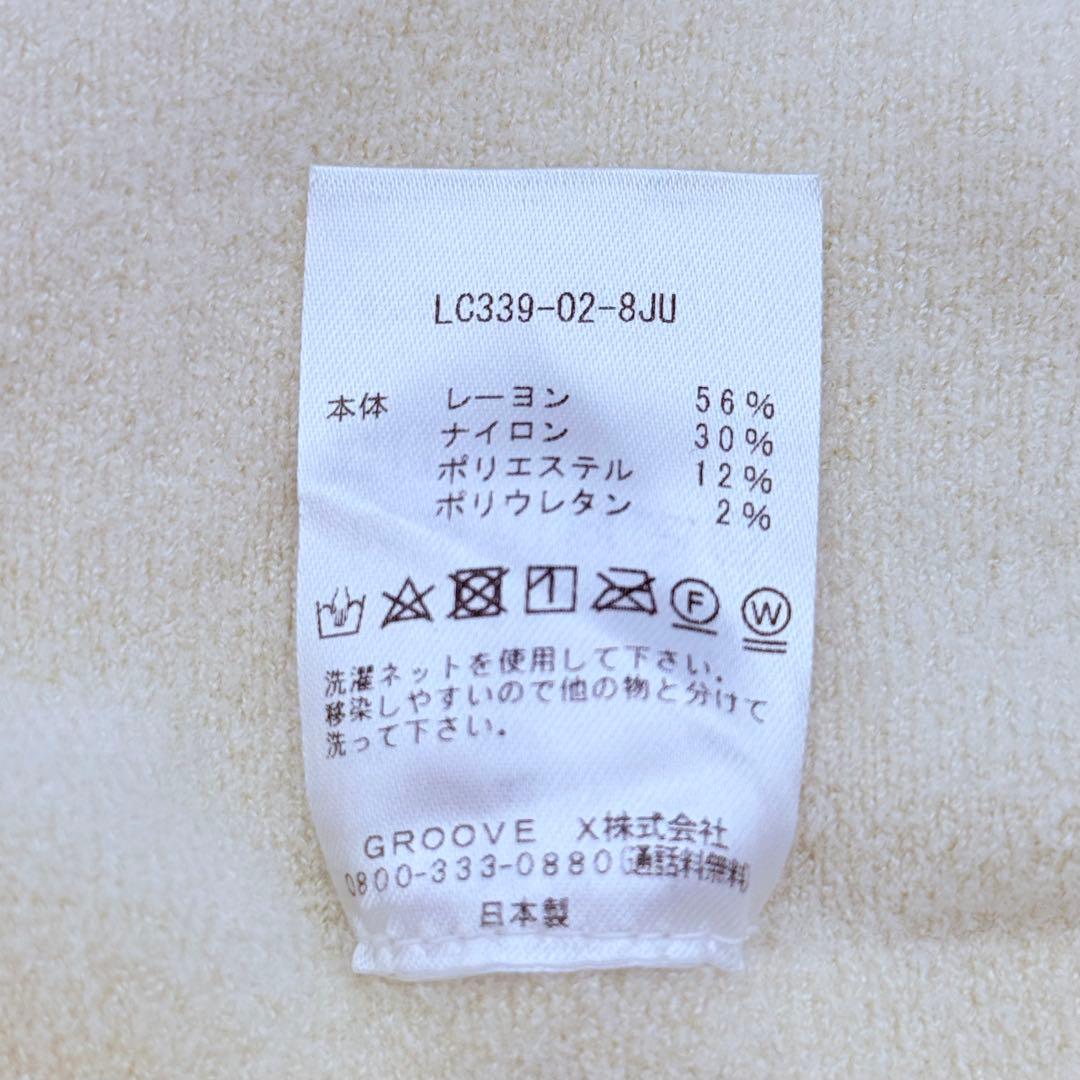 LC339-02-8JU
本体 レーヨン 56%
ナイロン 30%
ポリエステル 12%
ポリウレタン 2%
F W
洗濯ネットを使用して下さい.
移染しやすいので他の物と分けて
洗って下さい.
GROOVE X株式会社
0800-333-0880(通話料無料)
日本製